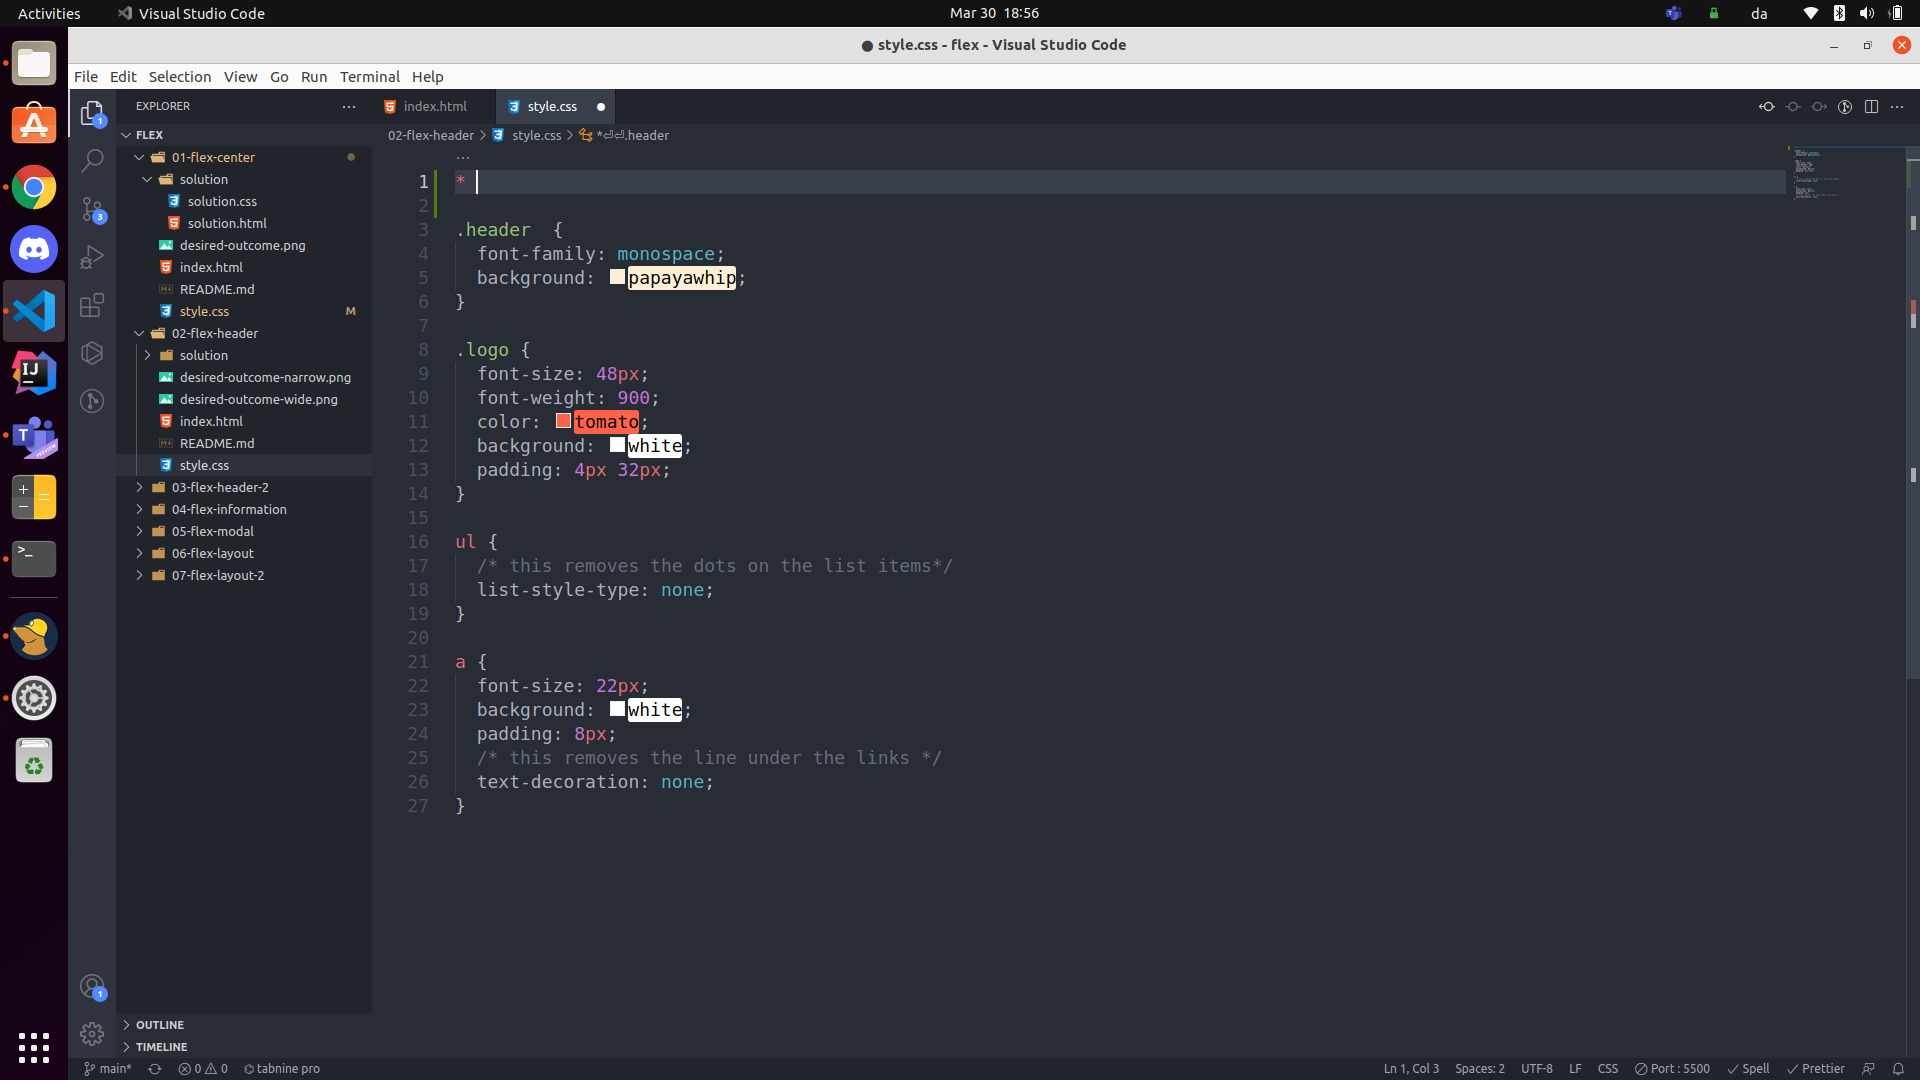 Activities
Visual Studio Code
Mar 30 18:56
da
● style.css - flex - Visual Studio Code
File Edit Selection View Go Run Terminal Help
EXPLORER
FLEX
01-flex-center
solution
solution.css
solution.html
desired-outcome.png
index.html
README.md
style.css M
02-flex-header
solution
desired-outcome-narrow.png
desired-outcome-wide.png
index.html
README.md
style.css
03-flex-header-2
04-flex-information
05-flex-modal
06-flex-layout
07-flex-layout-2
OUTLINE
TIMELINE
index.html
style.css
02-flex-header > style.css > *⏎⏎.header
...
1 *
2
3 .header  {
4 font-family: monospace;
5 background: papayawhip;
6 }
7
8 .logo {
9 font-size: 48px;
10 font-weight: 900;
11 color: tomato;
12 background: white;
13 padding: 4px 32px;
14 }
15
16 ul {
17 /* this removes the dots on the list items*/
18 list-style-type: none;
19 }
20
21 a {
22 font-size: 22px;
23 background: white;
24 padding: 8px;
25 /* this removes the line under the links */
26 text-decoration: none;
27 }
main*
0 0
tabnine pro
Ln 1, Col 3
Spaces: 2
UTF-8
LF
CSS
Port : 5500
Spell
Prettier